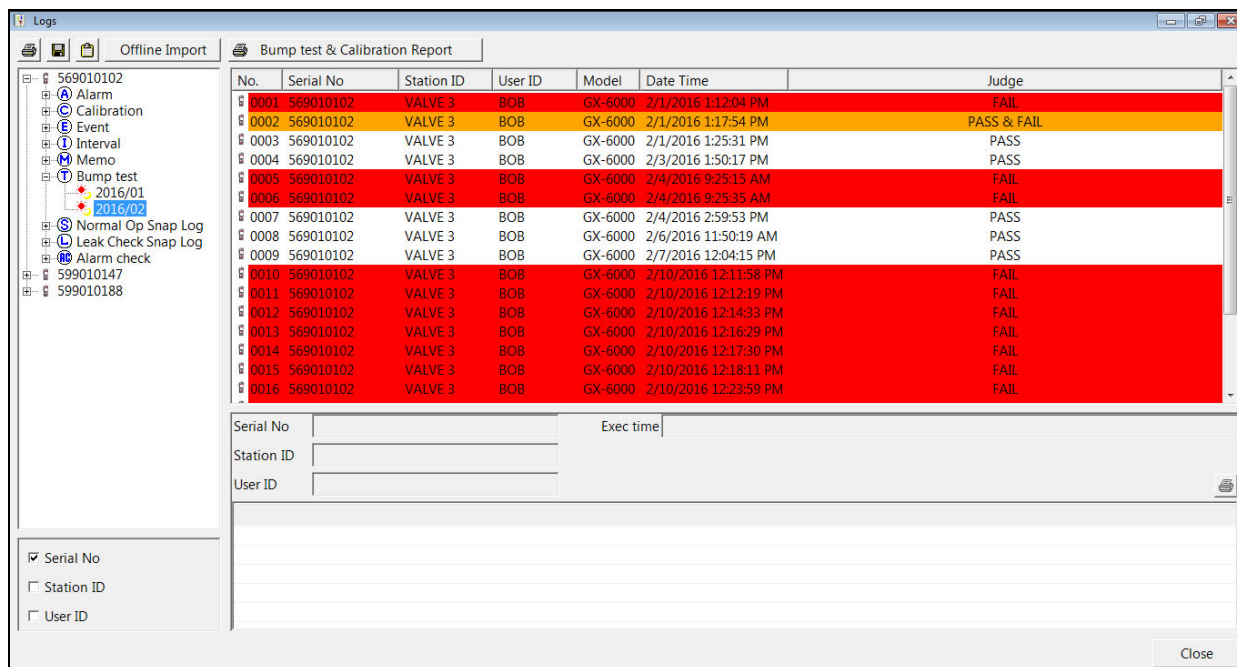 Logs
Offline Import
Bump test & Calibration Report
569010102
A Alarm
C Calibration
E Event
I Interval
M Memo
T Bump test
2016/01
2016/02
S Normal Op Snap Log
L Leak Check Snap Log
AC Alarm check
599010147
599010188
No. Serial No Station ID User ID Model Date Time Judge
0001 569010102 VALVE 3 BOB GX-6000 2/1/2016 1:12:04 PM FAIL
0002 569010102 VALVE 3 BOB GX-6000 2/1/2016 1:17:54 PM PASS & FAIL
0003 569010102 VALVE 3 BOB GX-6000 2/1/2016 1:25:31 PM PASS
0004 569010102 VALVE 3 BOB GX-6000 2/3/2016 1:50:17 PM PASS
0005 569010102 VALVE 3 BOB GX-6000 2/4/2016 9:25:15 AM FAIL
0006 569010102 VALVE 3 BOB GX-6000 2/4/2016 9:25:35 AM FAIL
0007 569010102 VALVE 3 BOB GX-6000 2/4/2016 2:59:53 PM PASS
0008 569010102 VALVE 3 BOB GX-6000 2/6/2016 11:50:19 AM PASS
0009 569010102 VALVE 3 BOB GX-6000 2/7/2016 12:04:15 PM PASS
0010 569010102 VALVE 3 BOB GX-6000 2/10/2016 12:11:58 PM FAIL
0011 569010102 VALVE 3 BOB GX-6000 2/10/2016 12:12:19 PM FAIL
0012 569010102 VALVE 3 BOB GX-6000 2/10/2016 12:14:33 PM FAIL
0013 569010102 VALVE 3 BOB GX-6000 2/10/2016 12:16:29 PM FAIL
0014 569010102 VALVE 3 BOB GX-6000 2/10/2016 12:17:30 PM FAIL
0015 569010102 VALVE 3 BOB GX-6000 2/10/2016 12:18:11 PM FAIL
0016 569010102 VALVE 3 BOB GX-6000 2/10/2016 12:23:59 PM FAIL
Serial No Exec time
Station ID
User ID
Serial No
Station ID
User ID
Close